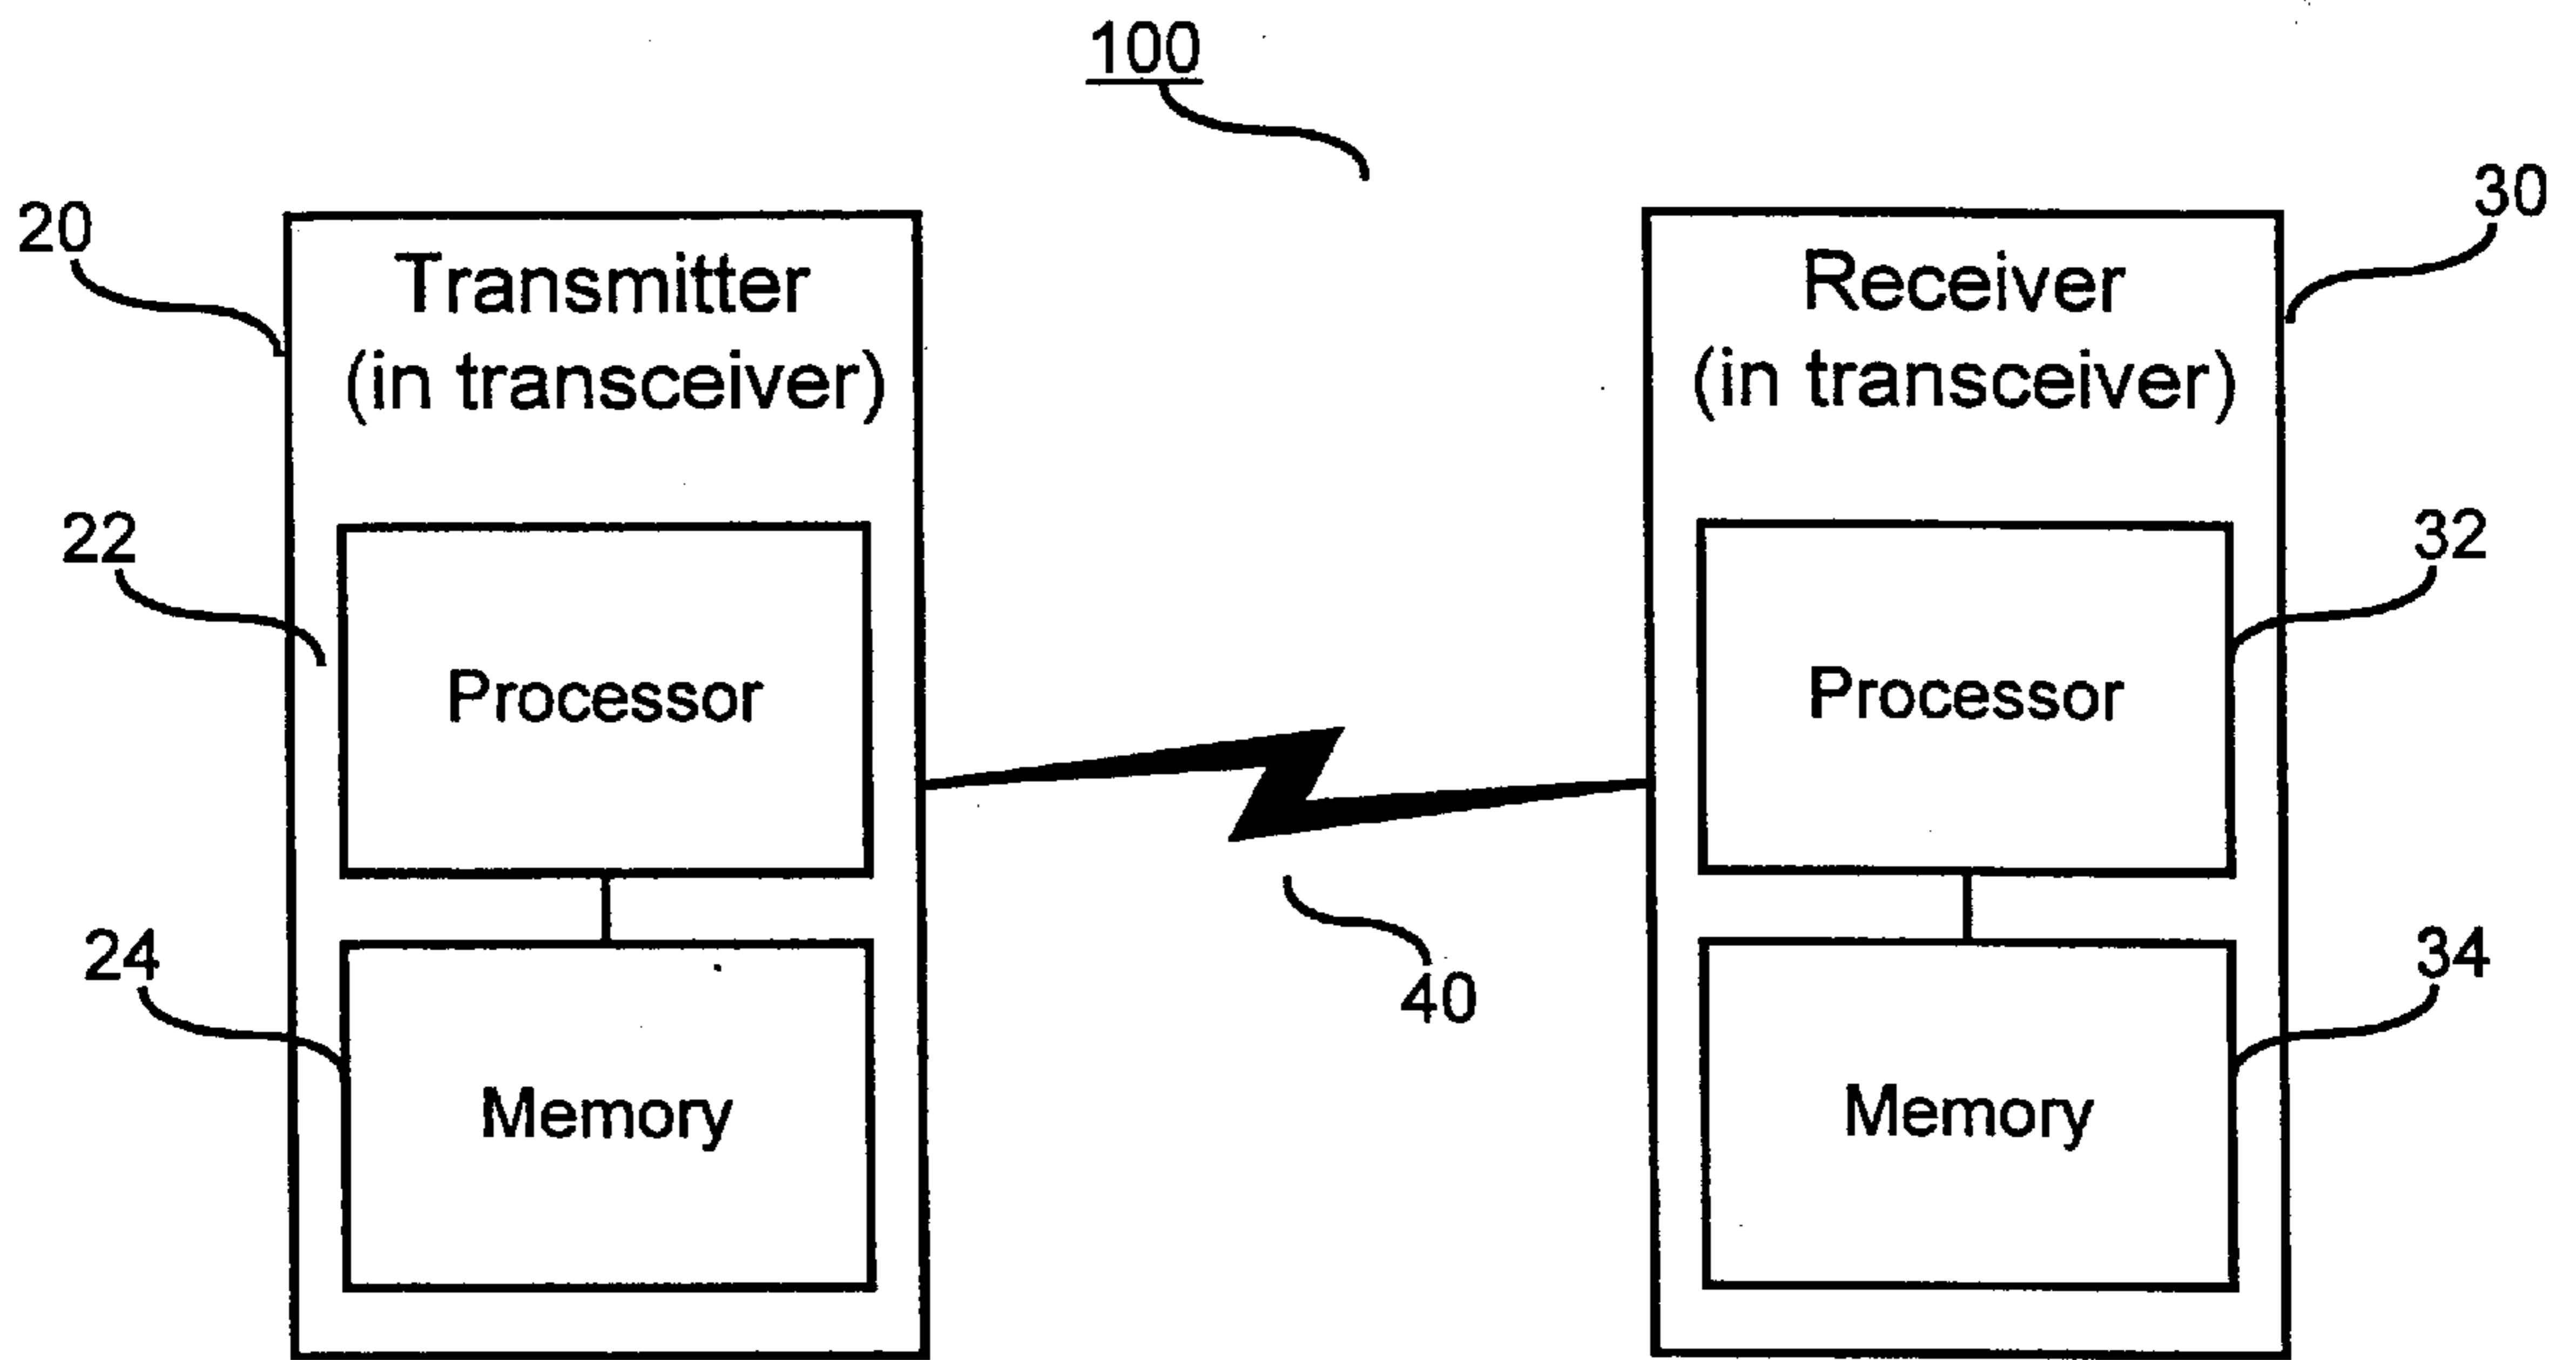 100
20
Transmitter
(in transceiver)
22
Processor
24
Memory
40
30
Receiver
(in transceiver)
32
Processor
34
Memory